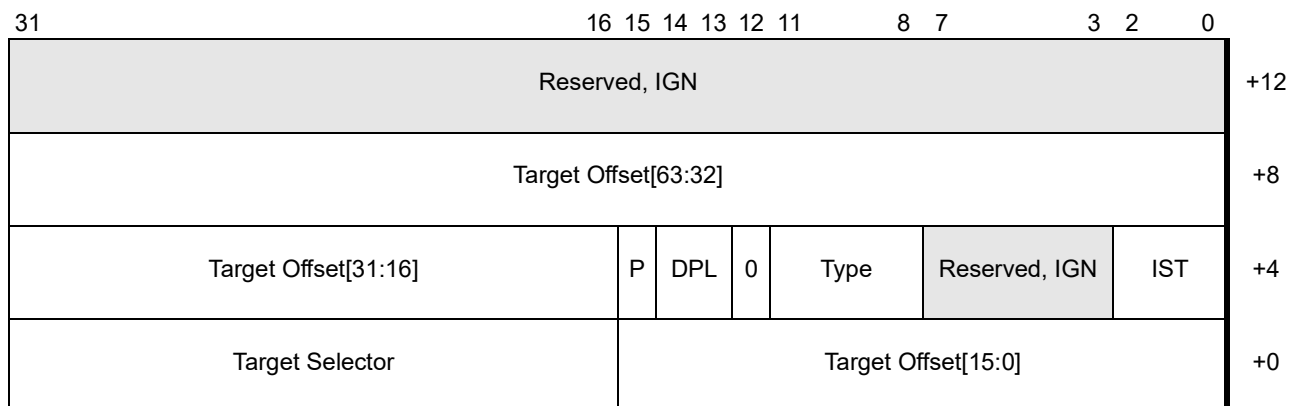 31 16 15 14 13 12 11 8 7 3 2 0
Reserved, IGN +12
Target Offset[63:32] +8
Target Offset[31:16] P DPL 0 Type Reserved, IGN IST +4
Target Selector Target Offset[15:0] +0